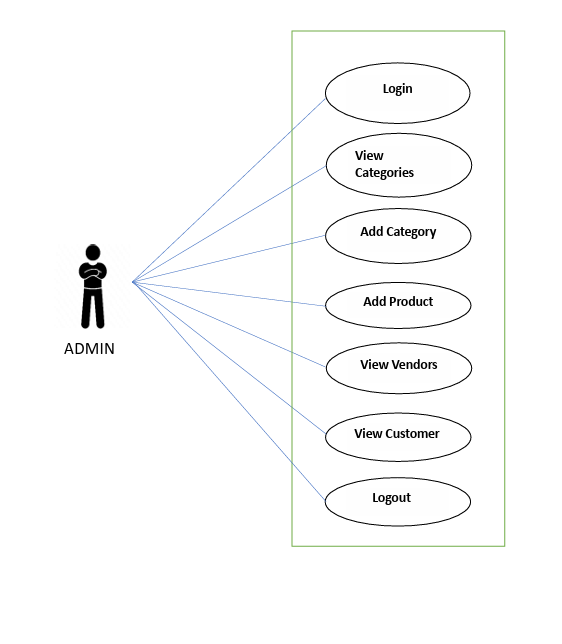 Login
View
Categories
Add Category
Add Product
ADMIN
View Vendors
View Customer
Logout